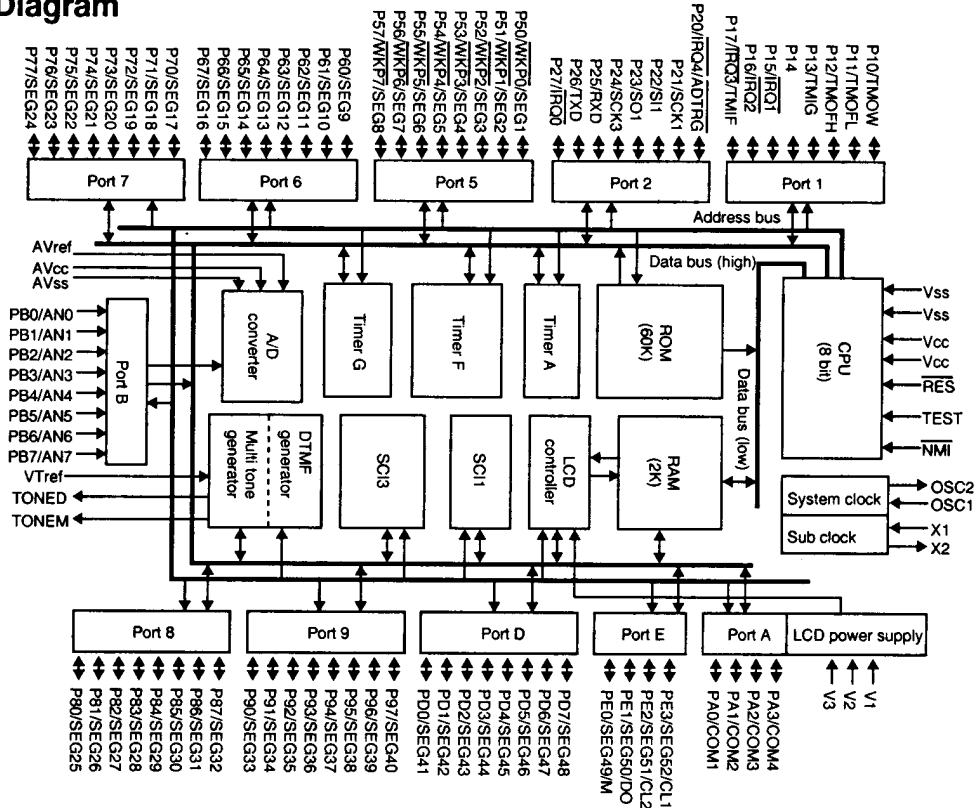 Diagram
P77/SEG24
P76/SEG23
P75/SEG22
P74/SEG21
P73/SEG20
P72/SEG19
P71/SEG18
P70/SEG17
P67/SEG16
P66/SEG15
P65/SEG14
P64/SEG13
P63/SEG12
P62/SEG11
P61/SEG10
P60/SEG9
P57/WKP7/SEG8
P56/WKP6/SEG7
P55/WKP5/SEG6
P54/WKP4/SEG5
P53/WKP3/SEG4
P52/WKP2/SEG3
P51/WKP1/SEG2
P50/WKP0/SEG1
P27/IRQ0
P26/TXD
P25/RXD
P24/SCK3
P23/SO1
P22/SI1
P21/SCK1
P20/IRQ4/ADTRG
P17/IRQ3/TMIF
P16/IRQ2
P15/IRQ1
P14
P13/TMIG
P12/TMOFH
P11/TMOFL
P10/TMOW
Port 7
Port 6
Port 5
Port 2
Port 1
Address bus
Data bus (high)
Data bus (low)
AVref
AVcc
AVss
PB0/AN0
PB1/AN1
PB2/AN2
PB3/AN3
PB4/AN4
PB5/AN5
PB6/AN6
PB7/AN7
VTref
TONED
TONEM
Port B
A/D
converter
Timer G
Timer F
Timer A
ROM
(60K)
CPU
(8 bit)
Vss
Vss
Vcc
Vcc
RES
TEST
NMI
DTMF
generator
Multi tone
generator
SCI3
SCI1
LCD
controller
RAM
(2K)
System clock
Sub clock
OSC2
OSC1
X1
X2
Port 8
Port 9
Port D
Port E
Port A
LCD power supply
P80/SEG25
P81/SEG26
P82/SEG27
P83/SEG28
P84/SEG29
P85/SEG30
P86/SEG31
P87/SEG32
P90/SEG33
P91/SEG34
P92/SEG35
P93/SEG36
P94/SEG37
P95/SEG38
P96/SEG39
P97/SEG40
PD0/SEG41
PD1/SEG42
PD2/SEG43
PD3/SEG44
PD4/SEG45
PD5/SEG46
PD6/SEG47
PD7/SEG48
PE0/SEG49/M
PE1/SEG50/DO
PE2/SEG51/CL2
PE3/SEG52/CL1
PA0/COM1
PA1/COM2
PA2/COM3
PA3/COM4
V3
V2
V1